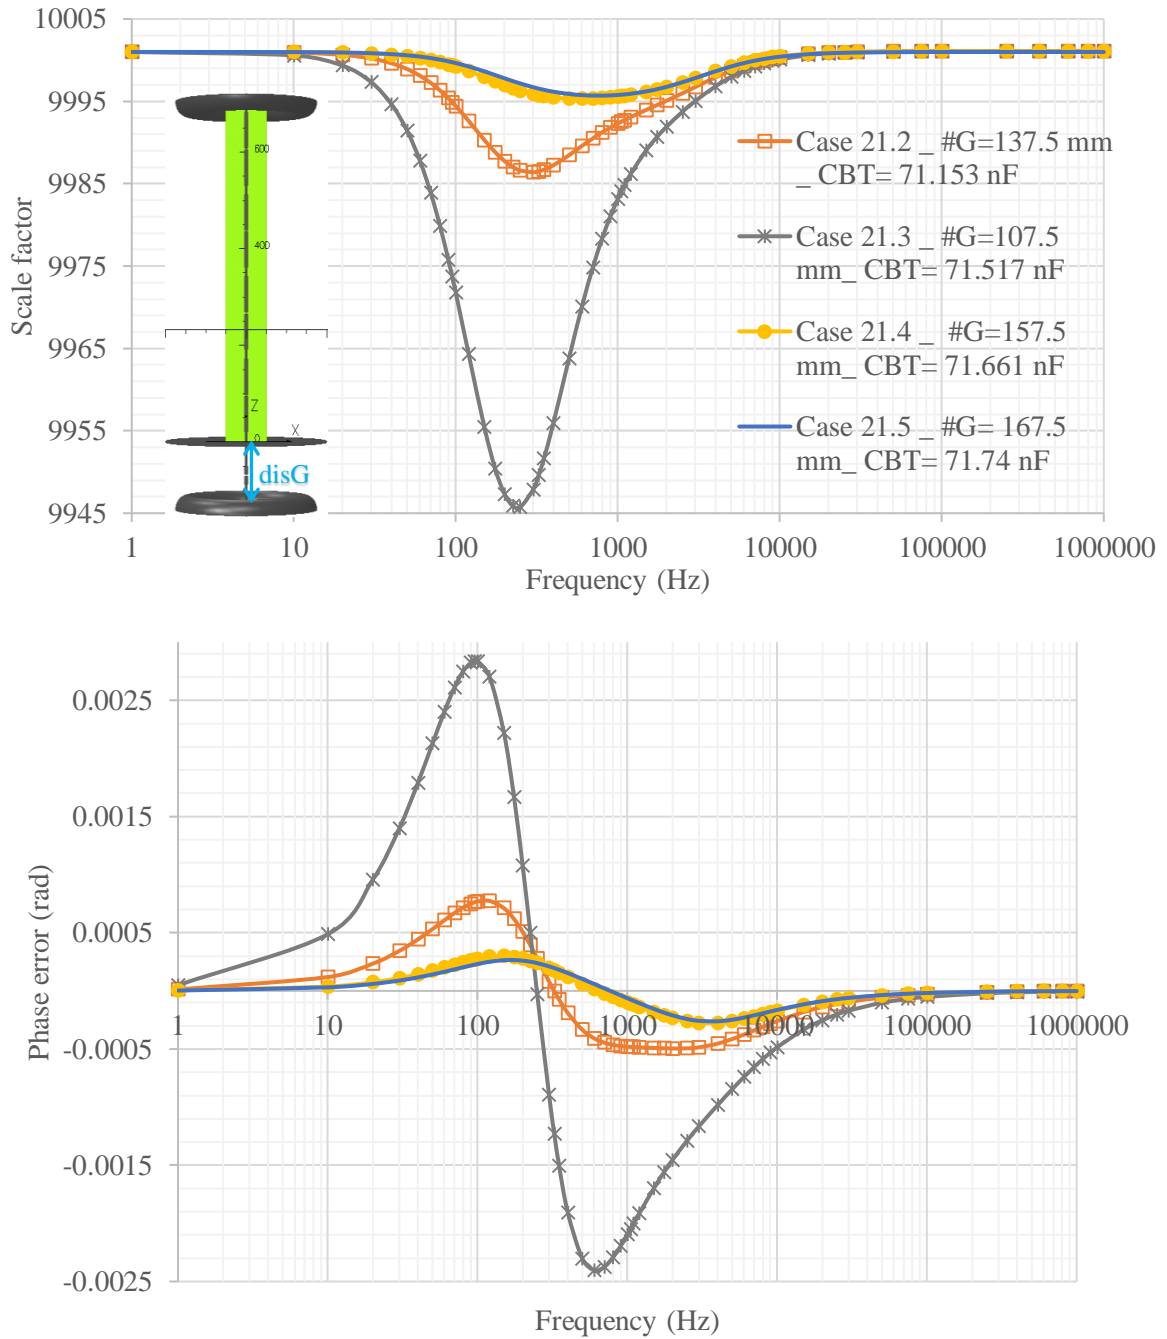 10005
9995
9985
9975
9965
9955
9945
Scale factor
600
400
Z
0
X
disG
Case 21.2 _ #G=137.5 mm
_ CBT= 71.153 nF
Case 21.3 _ #G=107.5
mm_ CBT= 71.517 nF
Case 21.4 _ #G=157.5
mm_ CBT= 71.661 nF
Case 21.5 _ #G= 167.5
mm_ CBT= 71.74 nF
1 10 100 1000 10000 100000 1000000
Frequency (Hz)
0.0025
0.0015
0.0005
-0.0005
-0.0015
-0.0025
Phase error (rad)
1 10 100 1000 10000 100000 1000000
Frequency (Hz)